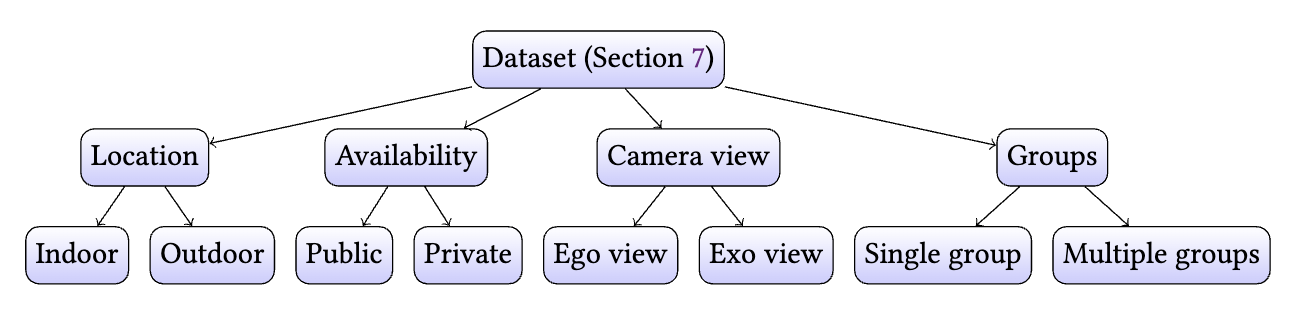 Dataset (Section 7)
Location
Availability
Camera view
Groups
Indoor
Outdoor
Public
Private
Ego view
Exo view
Single group
Multiple groups